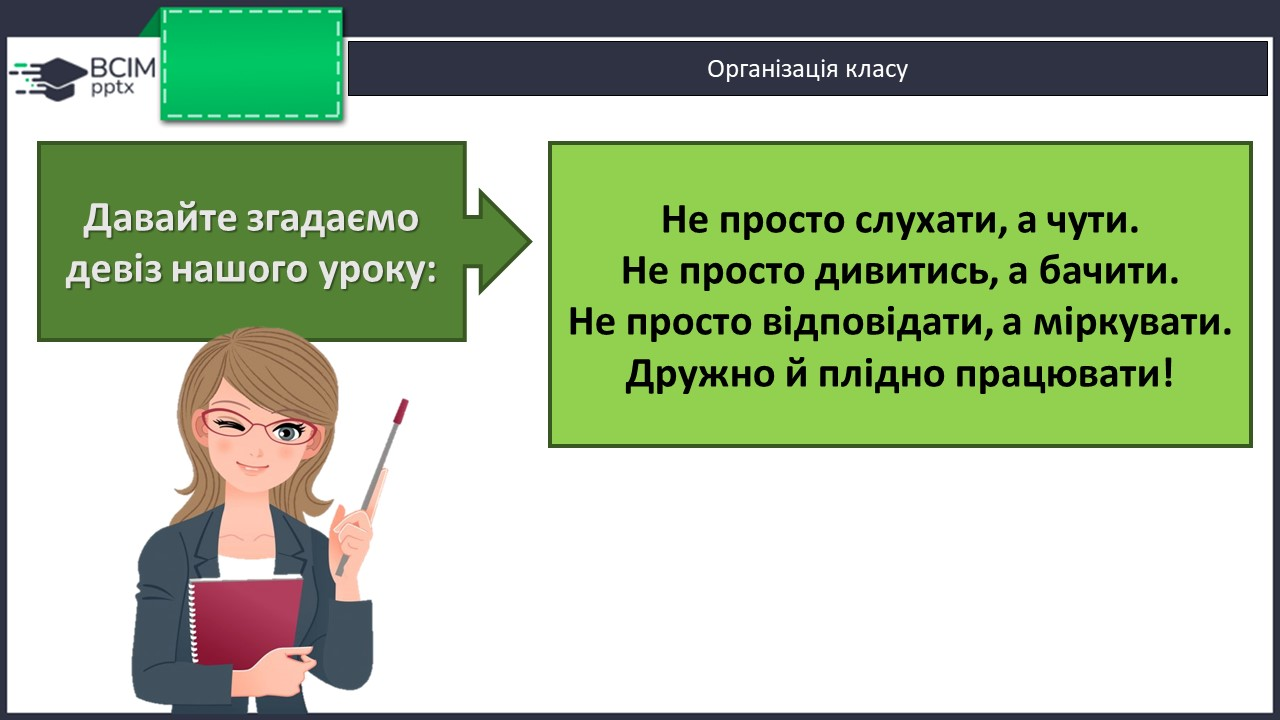 BCIM
pptx
Організація класу
Давайте згадаємо
девіз нашого уроку:
Не просто слухати, а чути.
Не просто дивитись, а бачити.
Не просто відповідати, а міркувати.
Дружно й плідно працювати!